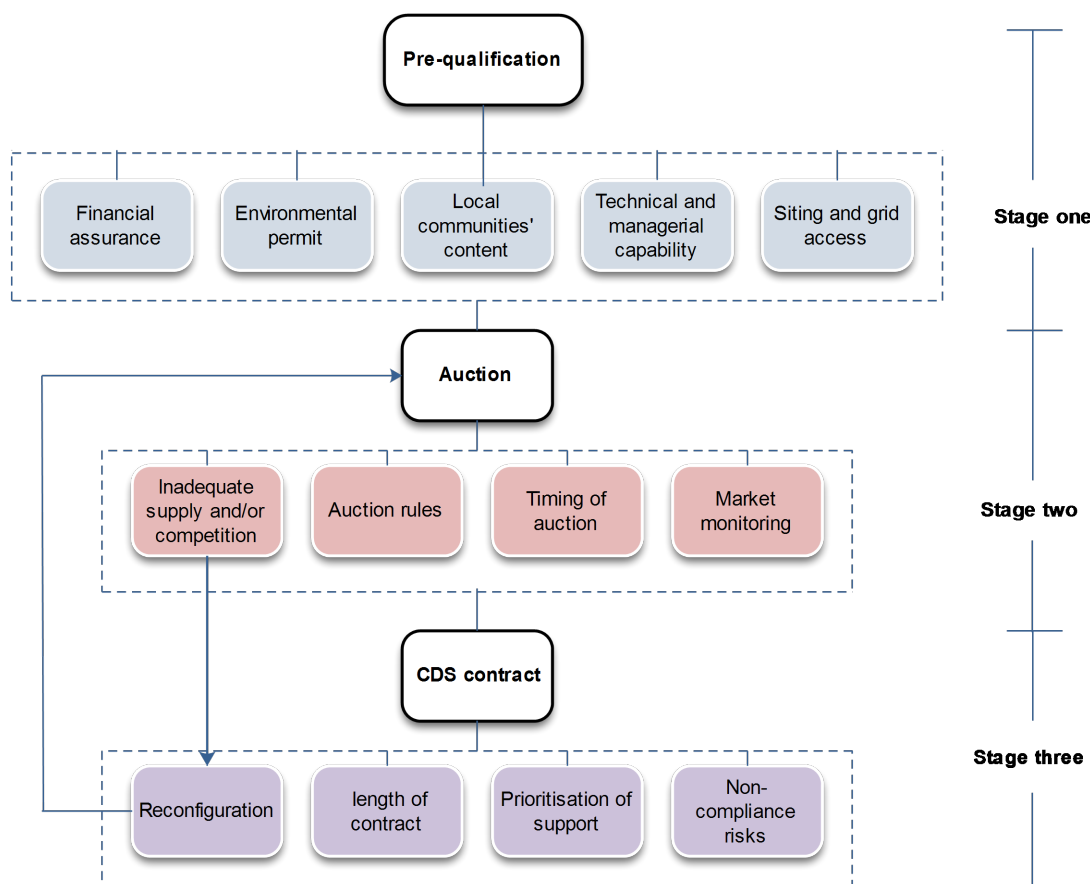 Pre-qualification
Financial
assurance
Environmental
permit
Local
communities'
content
Technical and
managerial
capability
Siting and grid
access
Stage one
Auction
Inadequate
supply and/or
competition
Auction rules
Timing of
auction
Market
monitoring
Stage two
CDS contract
Reconfiguration
length of
contract
Prioritisation of
support
Non-
compliance
risks
Stage three